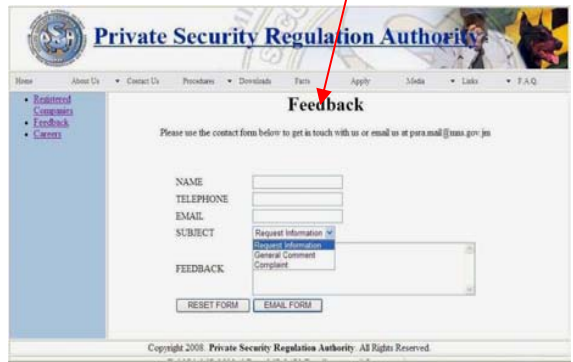 Private Security Regulation Authority
Home About Us Contact Us Procedures Downloads Facts Apply Media Links F.A.Q.
Registered
Companies
Feedback
Careers
Feedback
Please use the contact form below to get in touch with us or email us at psra.mail@mns.gov.jm
NAME
TELEPHONE
EMAIL
SUBJECT Request Information
Request Information
General Comment
Complaint
FEEDBACK
RESET FORM EMAIL FORM
Copyright 2008. Private Security Regulation Authority. All Rights Reserved.